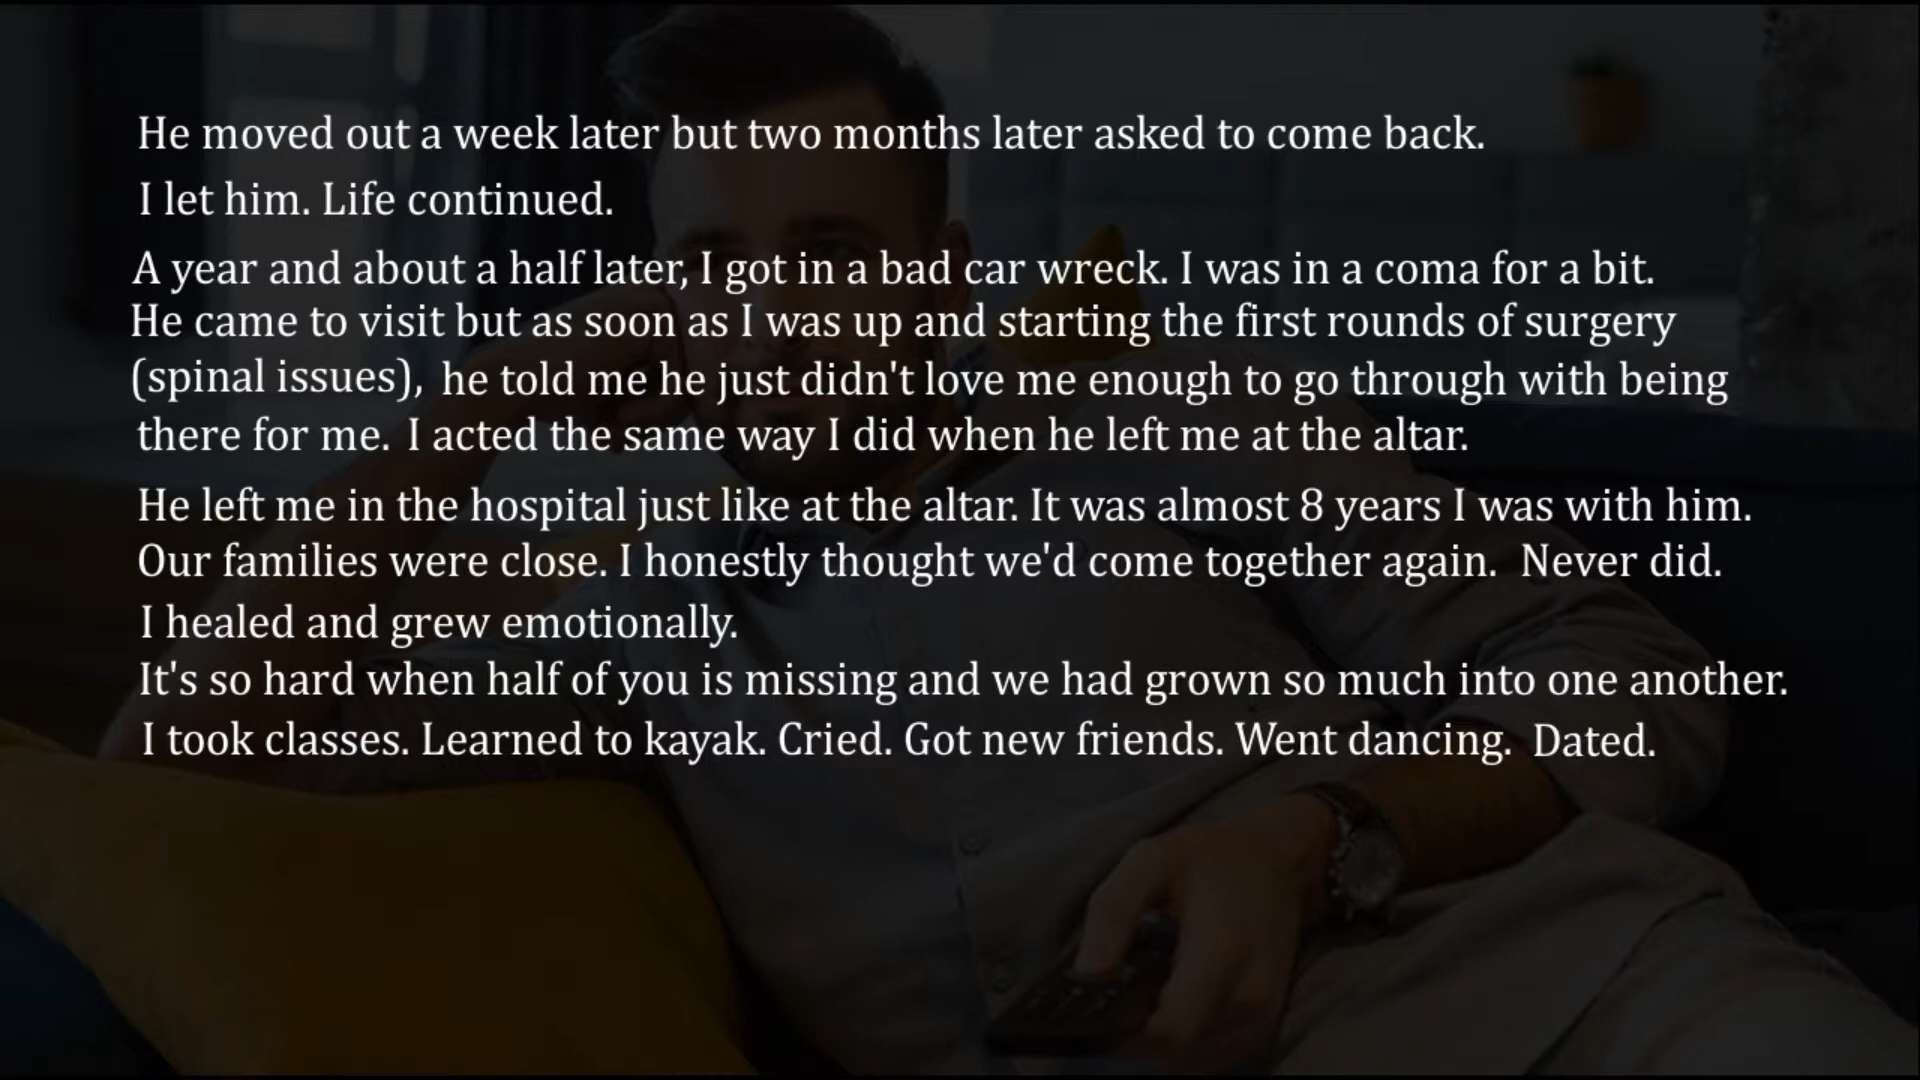 He moved out a week later but two months later asked to come back.
I let him. Life continued.
A year and about a half later, I got in a bad car wreck. I was in a coma for a bit.
He came to visit but as soon as I was up and starting the first rounds of surgery
(spinal issues), he told me he just didn't love me enough to go through with being
there for me. I acted the same way I did when he left me at the altar.
He left me in the hospital just like at the altar. It was almost 8 years I was with him.
Our families were close. I honestly thought we'd come together again. Never did.
I healed and grew emotionally.
It's so hard when half of you is missing and we had grown so much into one another.
I took classes. Learned to kayak. Cried. Got new friends. Went dancing. Dated.